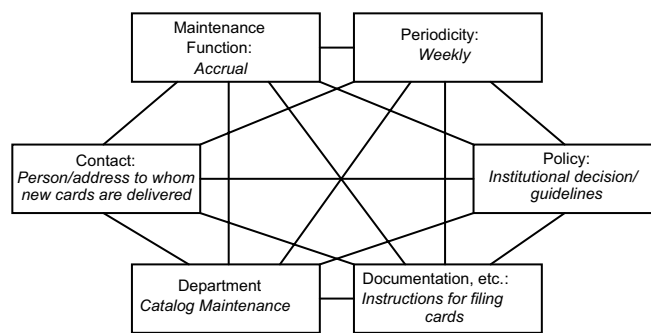 Maintenance
Function:
Accrual
Periodicity:
Weekly
Contact:
Person/address to whom
new cards are delivered
Policy:
Institutional decision/
guidelines
Department
Catalog Maintenance
Documentation, etc.:
Instructions for filing
cards